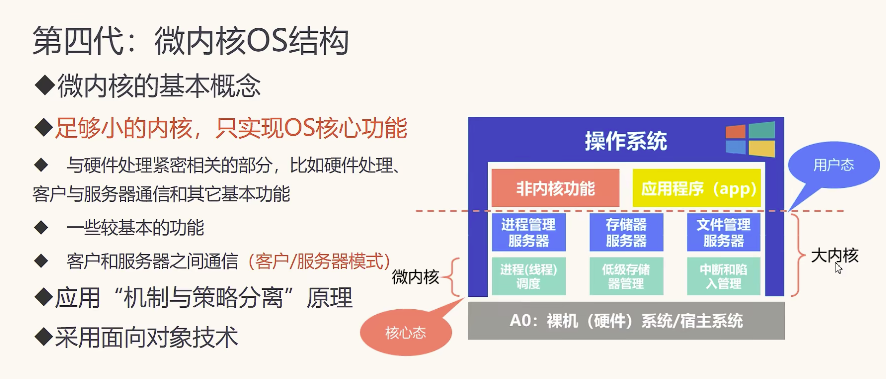 第四代：微内核OS结构
◆微内核的基本概念
◆足够小的内核，只实现OS核心功能
◆ 与硬件处理紧密相关的部分，比如硬件处理、
客户与服务器通信和其它基本功能
◆ 一些较基本的功能
◆ 客户和服务器之间通信（客户/服务器模式）
◆应用“机制与策略分离”原理
◆采用面向对象技术
操作系统
非内核功能
应用程序（app）
用户态
进程管理
服务器
存储器
服务器
文件管理
服务器
大内核
微内核
进程(线程)
调度
低级存储
器管理
中断和陷
入管理
核心态
A0：裸机（硬件）系统/宿主系统